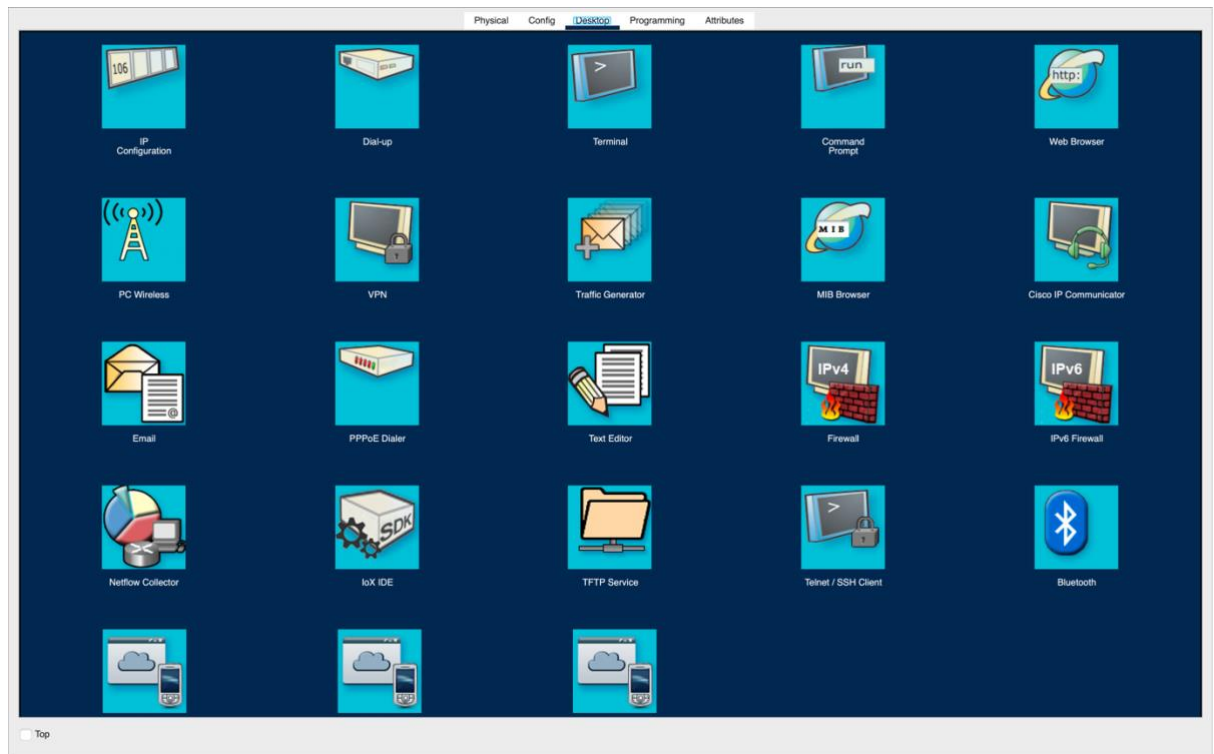 Physical Config Desktop Programming Attributes
106
run
http:
IP
Configuration
Dial-up
Terminal
Command
Prompt
Web Browser
MIB
PC Wireless
VPN
Traffic Generator
MIB Browser
Cisco IP Communicator
IPv4
IPv6
Email
PPPoE Dialer
Text Editor
Firewall
IPv6 Firewall
SDK
Netflow Collector
IoX IDE
TFTP Service
Telnet / SSH Client
Bluetooth
Top